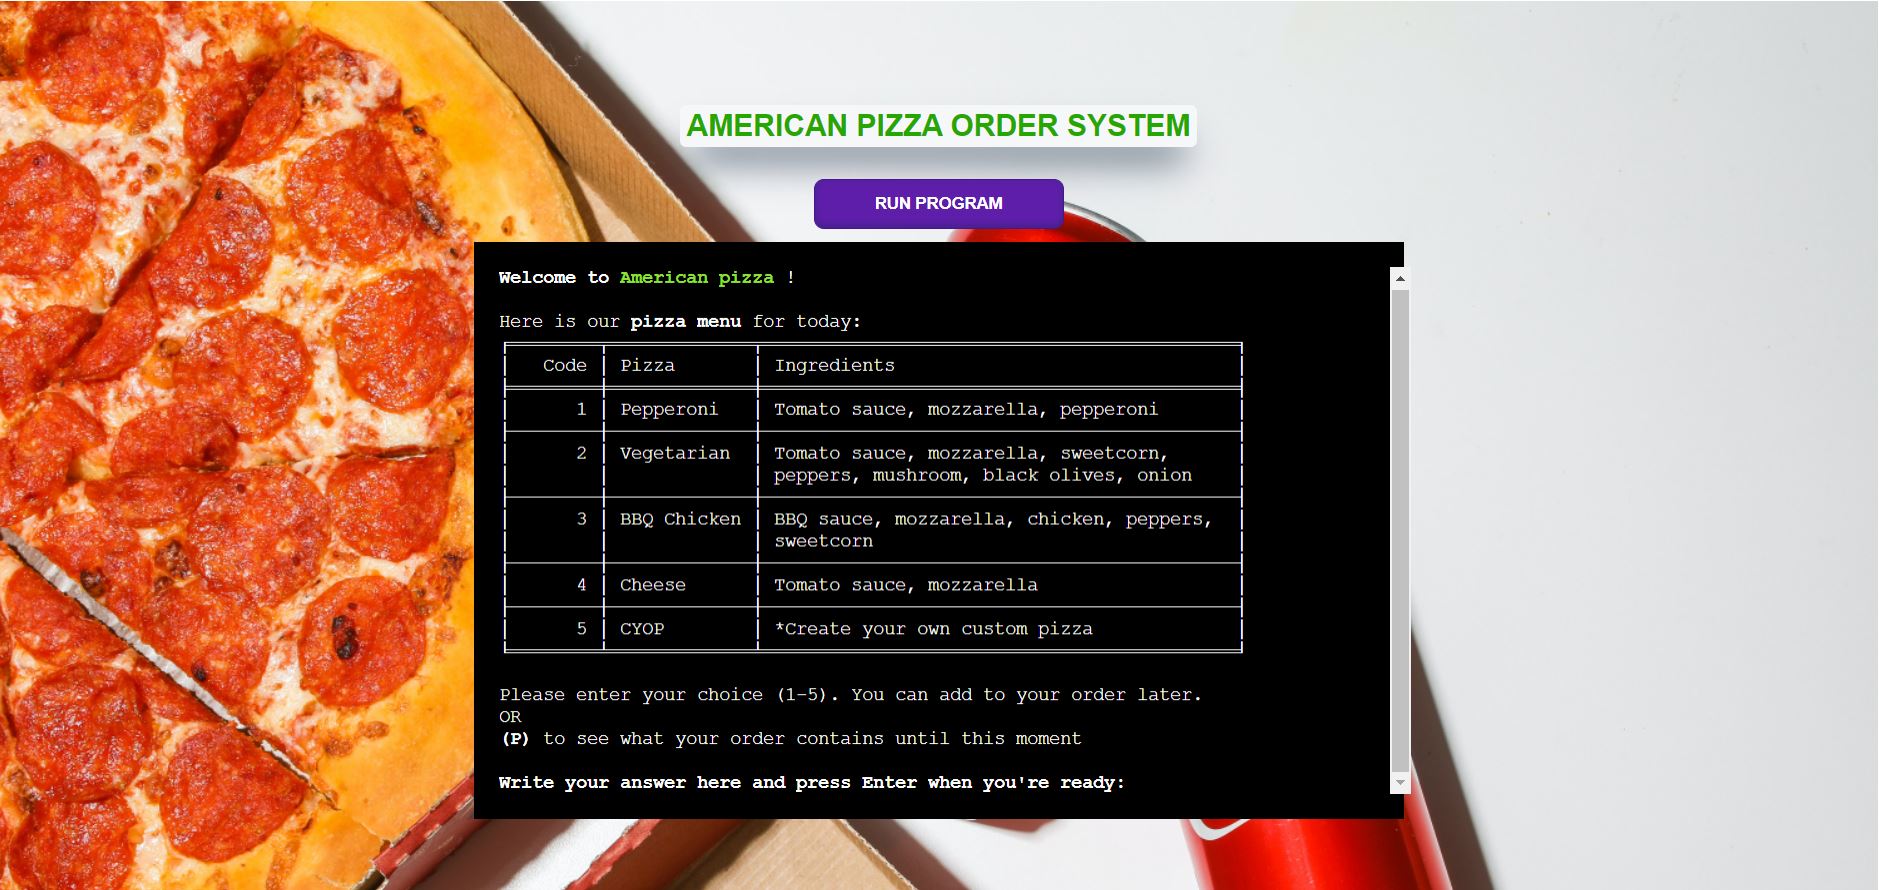 AMERICAN PIZZA ORDER SYSTEM
RUN PROGRAM
Welcome to American pizza !
Here is our pizza menu for today:
Code Pizza Ingredients
1 Pepperoni Tomato sauce, mozzarella, pepperoni
2 Vegetarian Tomato sauce, mozzarella, sweetcorn,
peppers, mushroom, black olives, onion
3 BBQ Chicken BBQ sauce, mozzarella, chicken, peppers,
sweetcorn
4 Cheese Tomato sauce, mozzarella
5 CYOP *Create your own custom pizza
Please enter your choice (1-5). You can add to your order later.
OR
(P) to see what your order contains until this moment
Write your answer here and press Enter when you're ready: